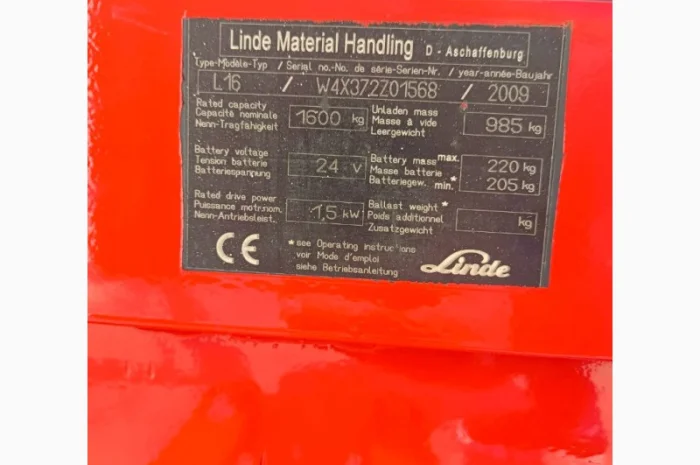 Linde Material Handling D - Aschaffenburg
Type-Modèle-Typ / Serial no.-No. de série-Serien-Nr. / year-année-Baujahr
L16 / W4X372Z01568 / 2009
Rated capacity
Capacité nominale
Nenn-Tragfähigkeit
1600 kg
Unladen mass
Masse à vide
Leergewicht
985 kg
Battery voltage
Tension batterie
Batteriespannung
24 V
Battery mass max.
Masse batterie
Batteriegew. min.*
220 kg
205 kg
Rated drive power
Puissance motr.nom.
Nenn-Antriebsleist.
1,5 kW
Ballast weight *
Poids additionnel
Zusatzgewicht
kg
CE
* see Operating instructions
voir Mode d'emploi
siehe Betriebsanleitung
Linde